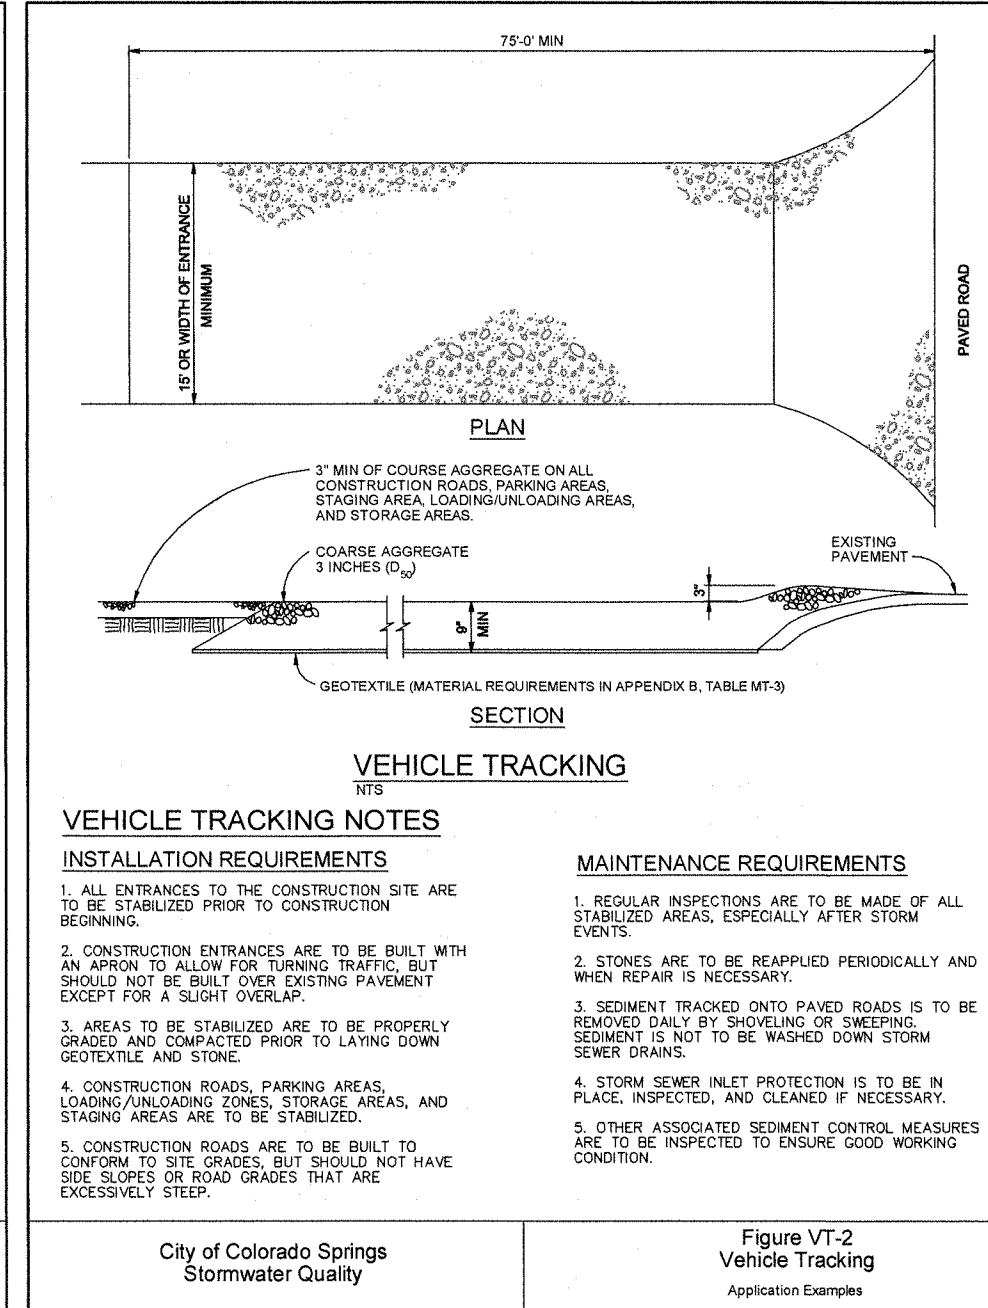 75'-0' MIN
15' OR WIDTH OF ENTRANCE
MINIMUM
PAVED ROAD
PLAN
3" MIN OF COURSE AGGREGATE ON ALL
CONSTRUCTION ROADS, PARKING AREAS,
STAGING AREA, LOADING/UNLOADING AREAS,
AND STORAGE AREAS.
COARSE AGGREGATE
3 INCHES (D50)
EXISTING
PAVEMENT
3"
9"
MIN
GEOTEXTILE (MATERIAL REQUIREMENTS IN APPENDIX B, TABLE MT-3)
SECTION
VEHICLE TRACKING
NTS
VEHICLE TRACKING NOTES
INSTALLATION REQUIREMENTS
1. ALL ENTRANCES TO THE CONSTRUCTION SITE ARE
TO BE STABILIZED PRIOR TO CONSTRUCTION
BEGINNING.
2. CONSTRUCTION ENTRANCES ARE TO BE BUILT WITH
AN APRON TO ALLOW FOR TURNING TRAFFIC, BUT
SHOULD NOT BE BUILT OVER EXISTING PAVEMENT
EXCEPT FOR A SLIGHT OVERLAP.
3. AREAS TO BE STABILIZED ARE TO BE PROPERLY
GRADED AND COMPACTED PRIOR TO LAYING DOWN
GEOTEXTILE AND STONE.
4. CONSTRUCTION ROADS, PARKING AREAS,
LOADING/UNLOADING ZONES, STORAGE AREAS, AND
STAGING AREAS ARE TO BE STABILIZED.
5. CONSTRUCTION ROADS ARE TO BE BUILT TO
CONFORM TO SITE GRADES, BUT SHOULD NOT HAVE
SIDE SLOPES OR ROAD GRADES THAT ARE
EXCESSIVELY STEEP.
MAINTENANCE REQUIREMENTS
1. REGULAR INSPECTIONS ARE TO BE MADE OF ALL
STABILIZED AREAS, ESPECIALLY AFTER STORM
EVENTS.
2. STONES ARE TO BE REAPPLIED PERIODICALLY AND
WHEN REPAIR IS NECESSARY.
3. SEDIMENT TRACKED ONTO PAVED ROADS IS TO BE
REMOVED DAILY BY SHOVELING OR SWEEPING.
SEDIMENT IS NOT TO BE WASHED DOWN STORM
SEWER DRAINS.
4. STORM SEWER INLET PROTECTION IS TO BE IN
PLACE, INSPECTED, AND CLEANED IF NECESSARY.
5. OTHER ASSOCIATED SEDIMENT CONTROL MEASURES
ARE TO BE INSPECTED TO ENSURE GOOD WORKING
CONDITION.
City of Colorado Springs
Stormwater Quality
Figure VT-2
Vehicle Tracking
Application Examples